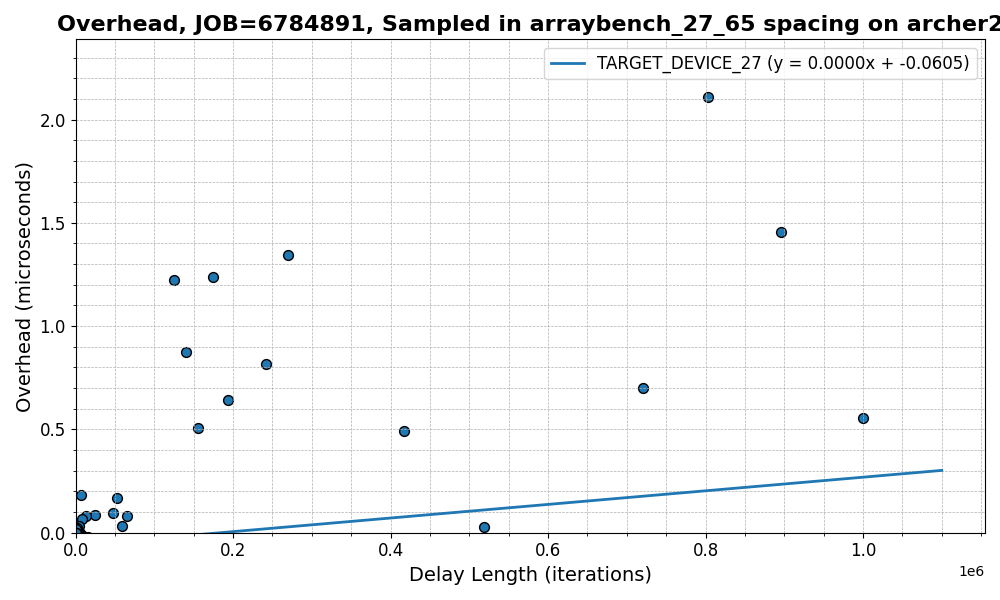 Overhead, JOB=6784891, Sampled in arraybench_27_65 spacing on archer2
TARGET_DEVICE_27 (y = 0.0000x + -0.0605)
Overhead (microseconds)
2.0
1.5
1.0
0.5
0.0
0.0 0.2 0.4 0.6 0.8 1.0
1e6
Delay Length (iterations)